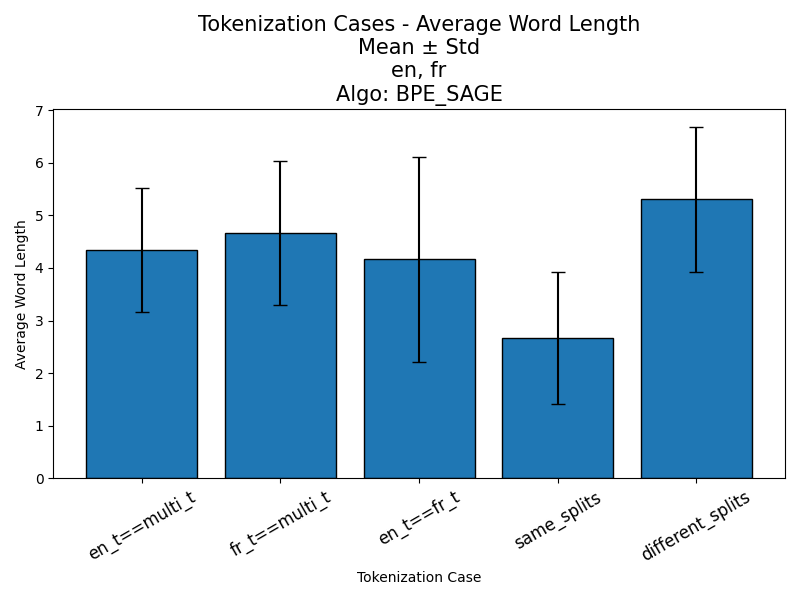 Tokenization Cases - Average Word Length
Mean ± Std
en, fr
Algo: BPE_SAGE
7
6
5
4
3
2
1
0
Average Word Length
en_t==multi_t
fr_t==multi_t
en_t==fr_t
same_splits
different_splits
Tokenization Case